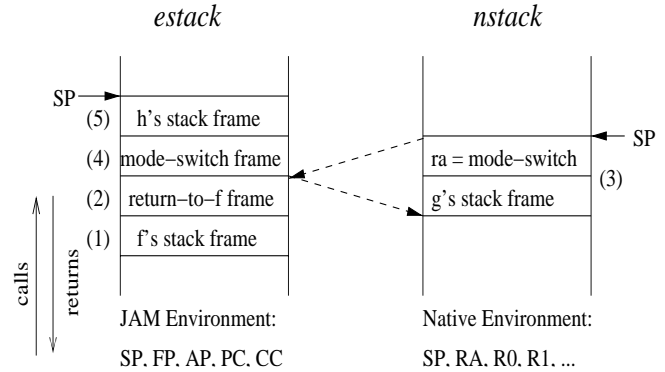 estack
nstack
SP
(5) h's stack frame
SP
(4) mode-switch frame
ra = mode-switch
(3)
(2) return-to-f frame
g's stack frame
(1) f's stack frame
calls
returns
JAM Environment:
SP, FP, AP, PC, CC
Native Environment:
SP, RA, R0, R1, ...